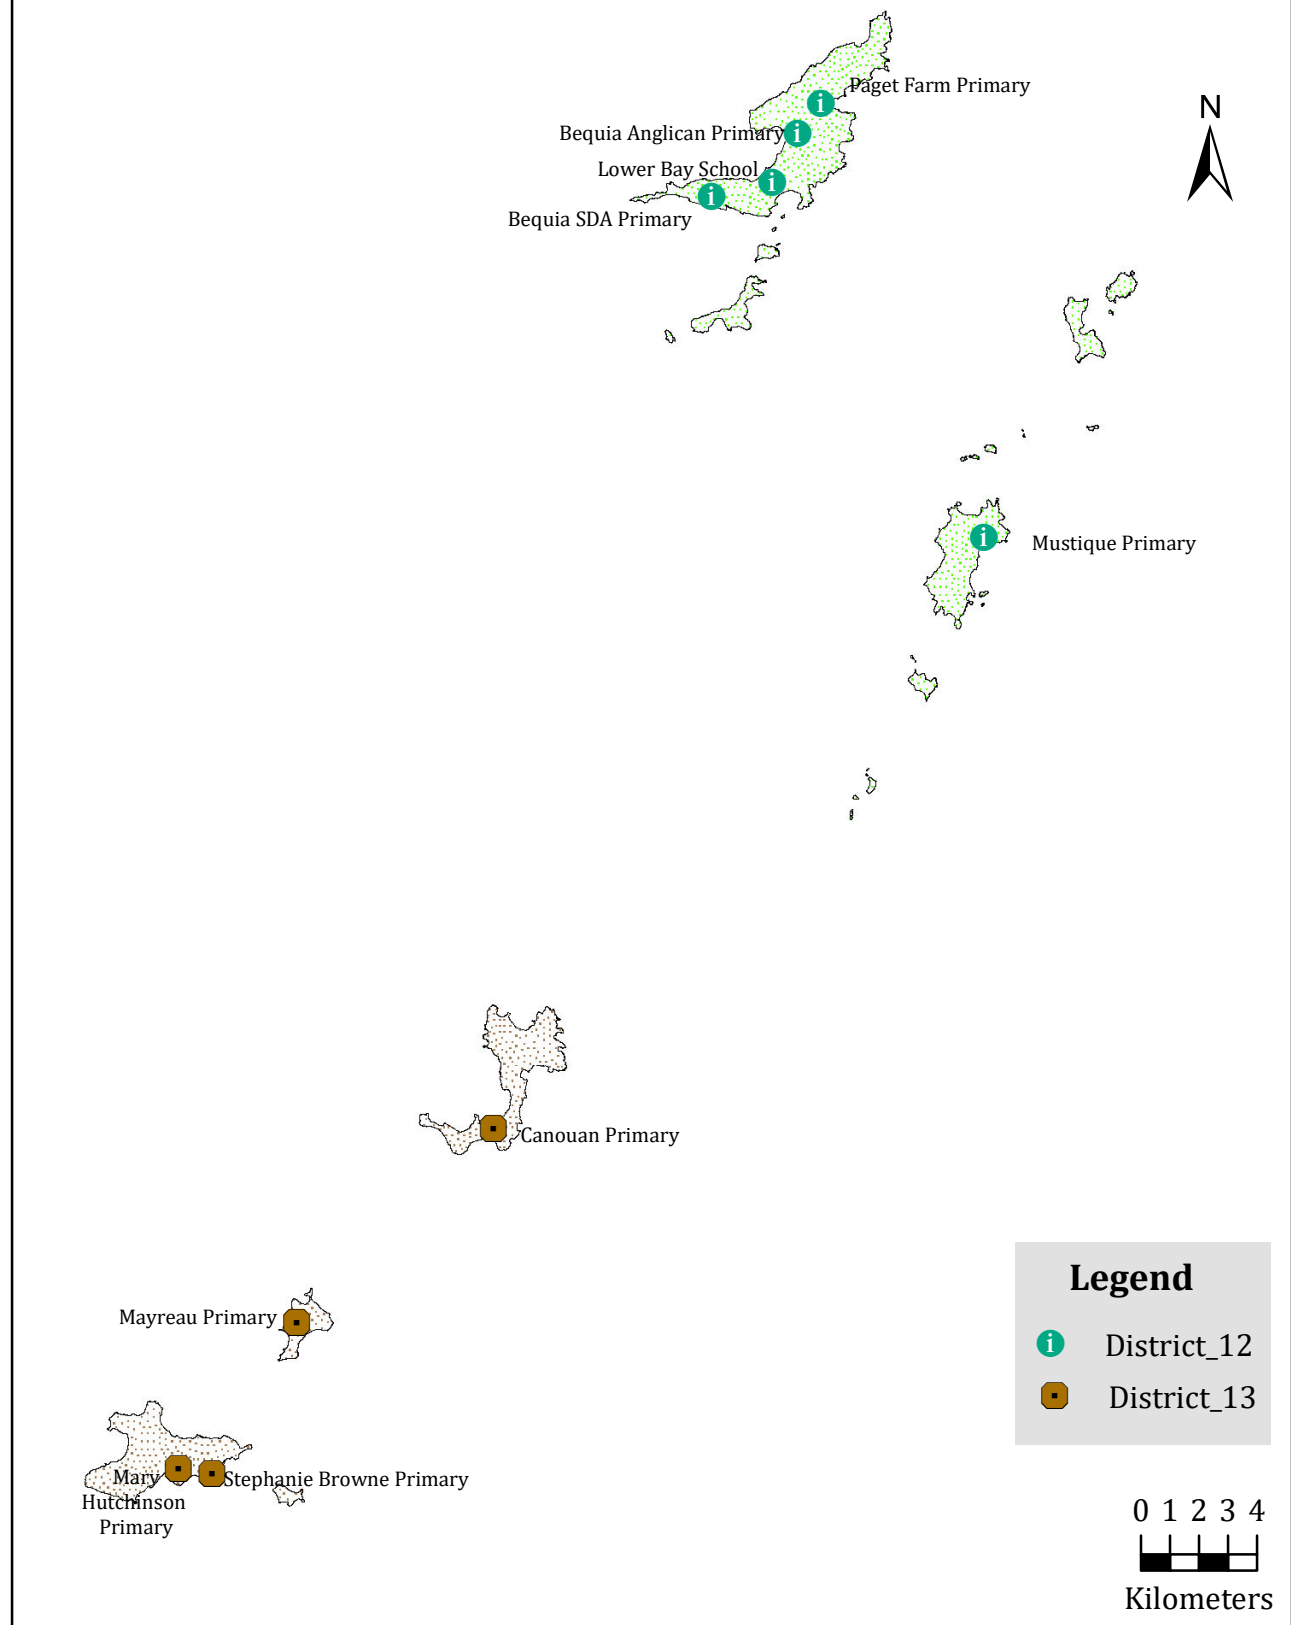 Paget Farm Primary
N
Bequia Anglican Primary
Lower Bay School
Bequia SDA Primary
Mustique Primary
Canouan Primary
Mayreau Primary
Mary
Hutchinson
Primary
Stephanie Browne Primary
Legend
i District_12
District_13
0 1 2 3 4
Kilometers